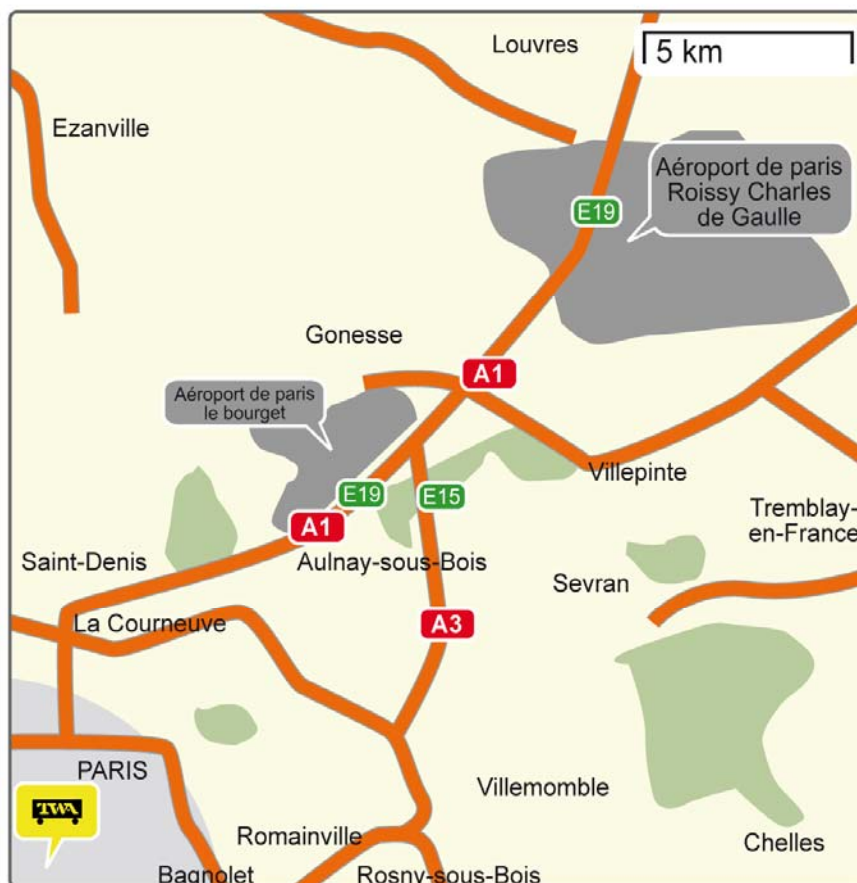 Louvres
5 km
Ezanville
Aéroport de paris
Roissy Charles
de Gaulle
E19
Gonesse
A1
Aéroport de paris
le bourget
Villepinte
E19
E15
Tremblay-
en-France
A1
Saint-Denis
Aulnay-sous-Bois
Sevran
La Courneuve
A3
PARIS
Villemomble
TWA
Romainville
Chelles
Bagnolet
Rosny-sous-Bois